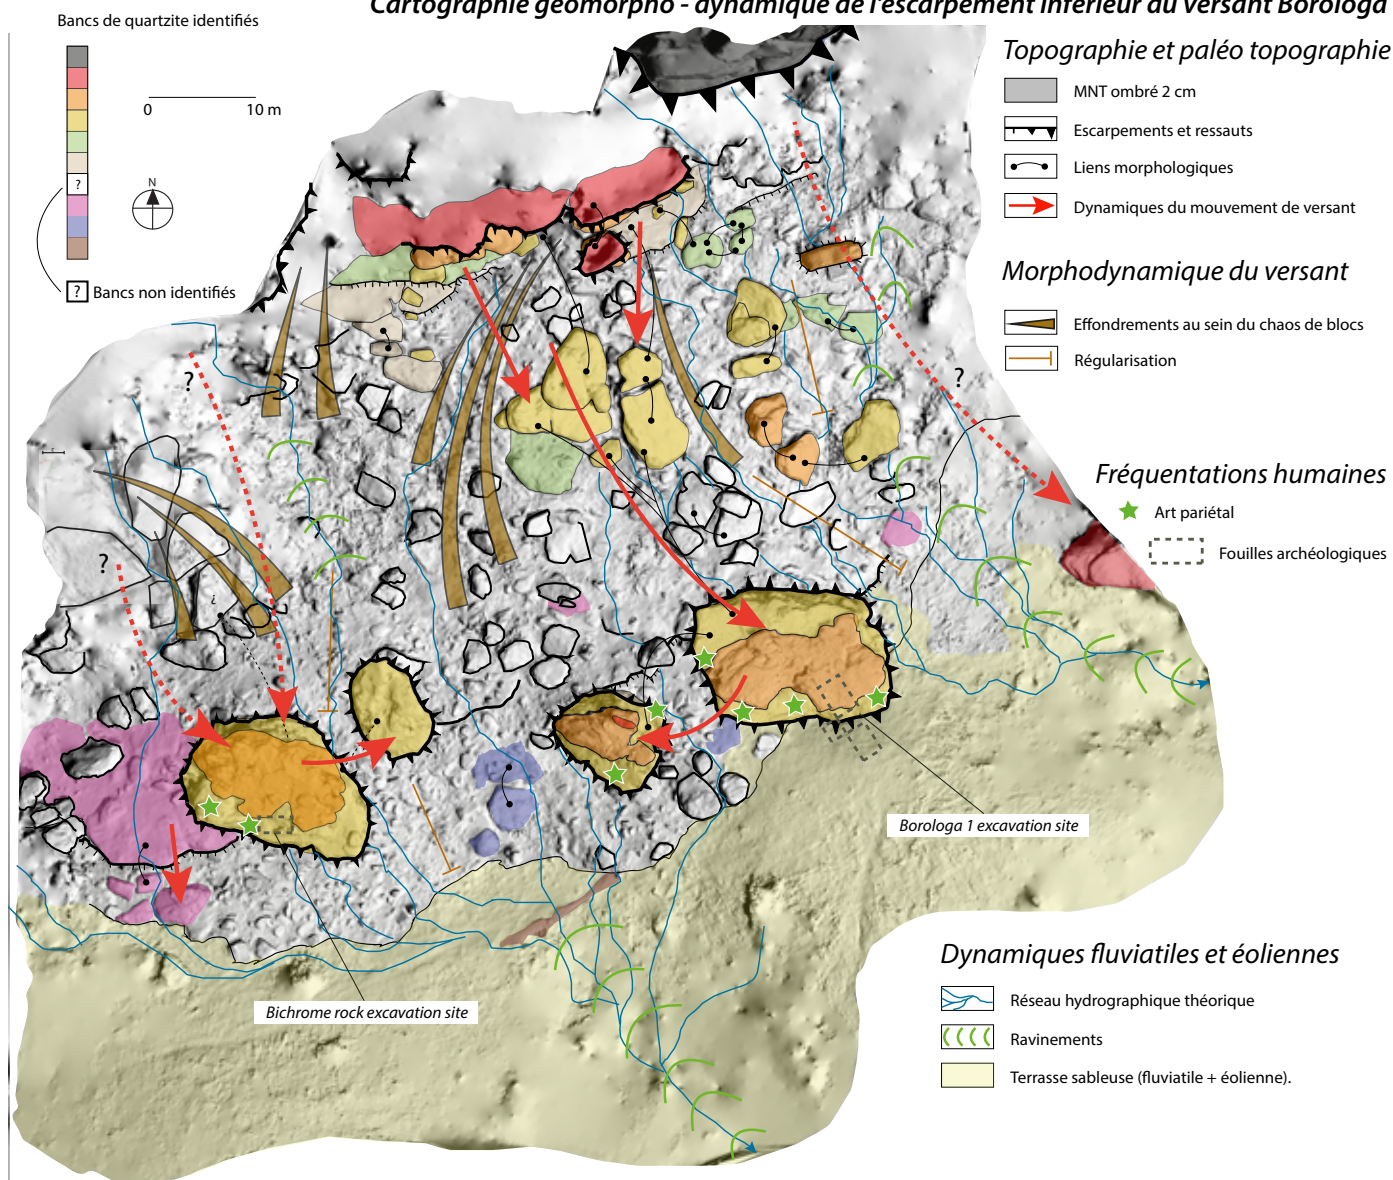 Cartographie géomorpho - dynamique de l'escarpement inférieur du versant Borologa
Bancs de quartzite identifiés
0 10 m
?
N
? Bancs non identifiés
Topographie et paléo topographie
MNT ombré 2 cm
Escarpements et ressauts
Liens morphologiques
Dynamiques du mouvement de versant
Morphodynamique du versant
Effondrements au sein du chaos de blocs
Régularisation
Fréquentations humaines
Art pariétal
Fouilles archéologiques
?
?
?
¿
Borologa 1 excavation site
Bichrome rock excavation site
Dynamiques fluviatiles et éoliennes
Réseau hydrographique théorique
Ravinements
Terrasse sableuse (fluviatile + éolienne).